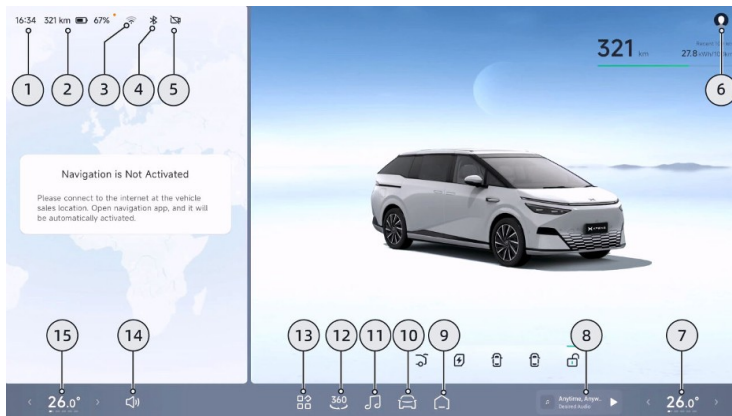 16:34 321 km 67%
1 2 3 4 5
321 km
27.8
6
Navigation is Not Activated
Please connect to the internet at the vehicle
sales location. Open navigation app, and it will
be automatically activated.
15 14 13 12 11 10 9 8 7
26.0° 360 Anytime, Anyw.. 26.0°
Desired Audio